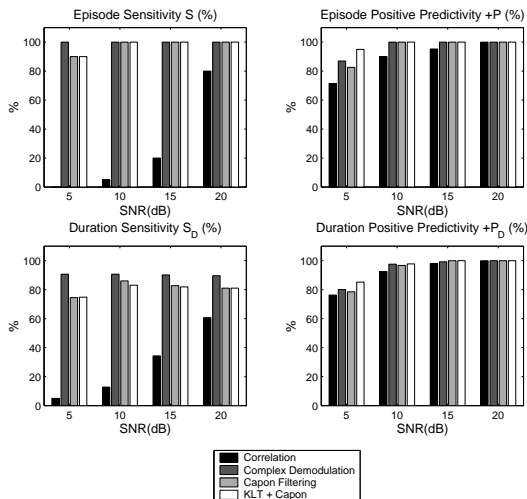 Episode Sensitivity S (%)
100
80
60
40
20
0
%
5 10 15 20
SNR(dB)
Episode Positive Predictivity +P (%)
100
80
60
40
20
0
%
5 10 15 20
SNR(dB)
Duration Sensitivity S_D (%)
100
80
60
40
20
0
%
5 10 15 20
SNR(dB)
Duration Positive Predictivity +P_D (%)
100
80
60
40
20
0
%
5 10 15 20
SNR(dB)
Correlation
Complex Demodulation
Capon Filtering
KLT + Capon